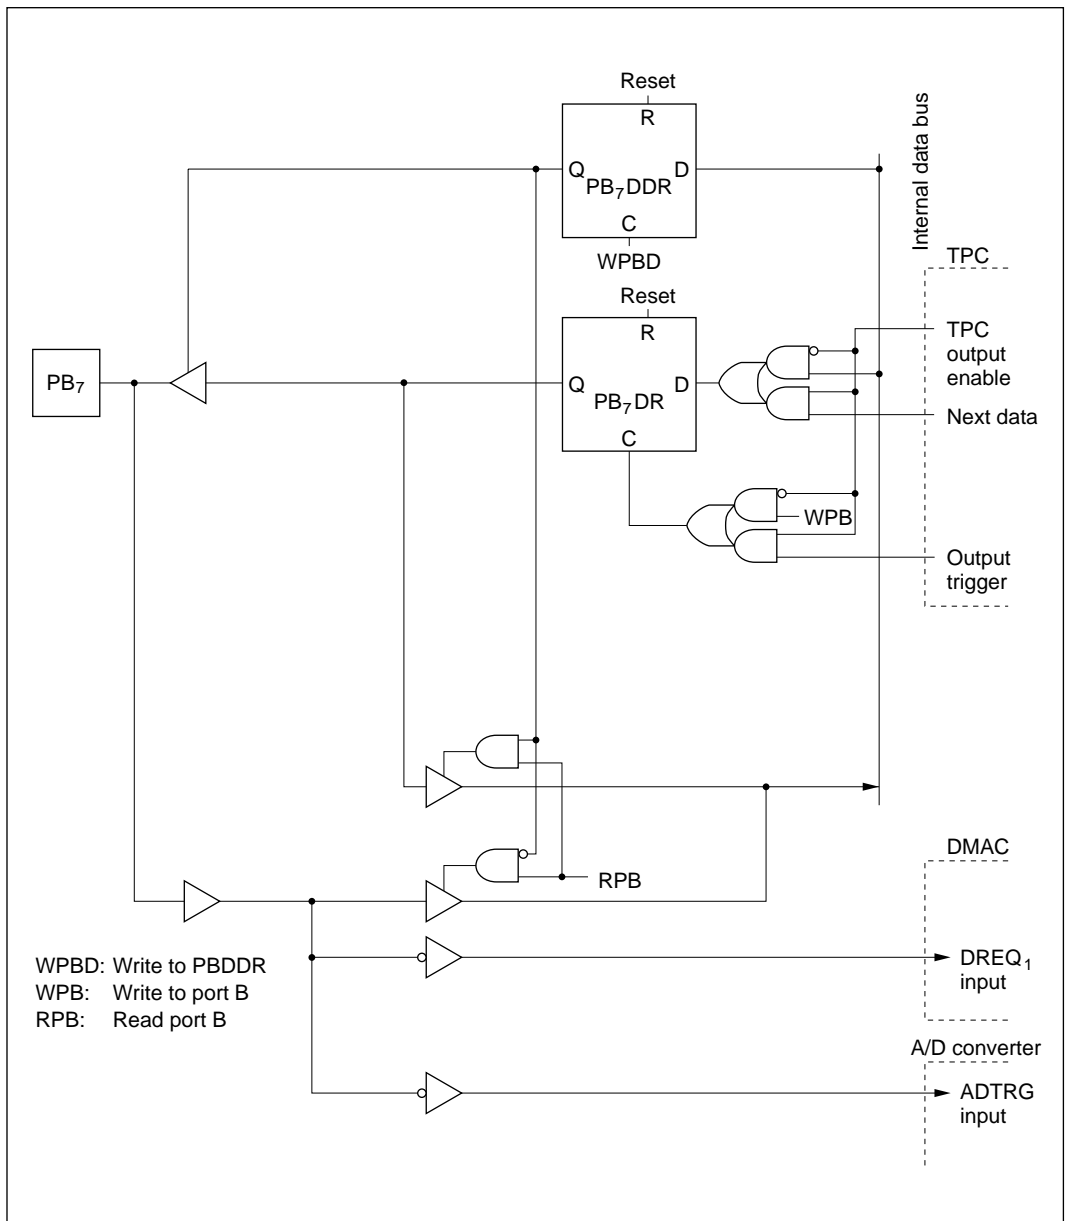 Reset
R
Q
D
PB7DDR
C
WPBD
Internal data bus
TPC
Reset
R
TPC
output
enable
PB7
Q
D
PB7DR
C
Next data
WPB
Output
trigger
DMAC
RPB
WPBD: Write to PBDDR
WPB: Write to port B
RPB: Read port B
DREQ1
input
A/D converter
ADTRG
input